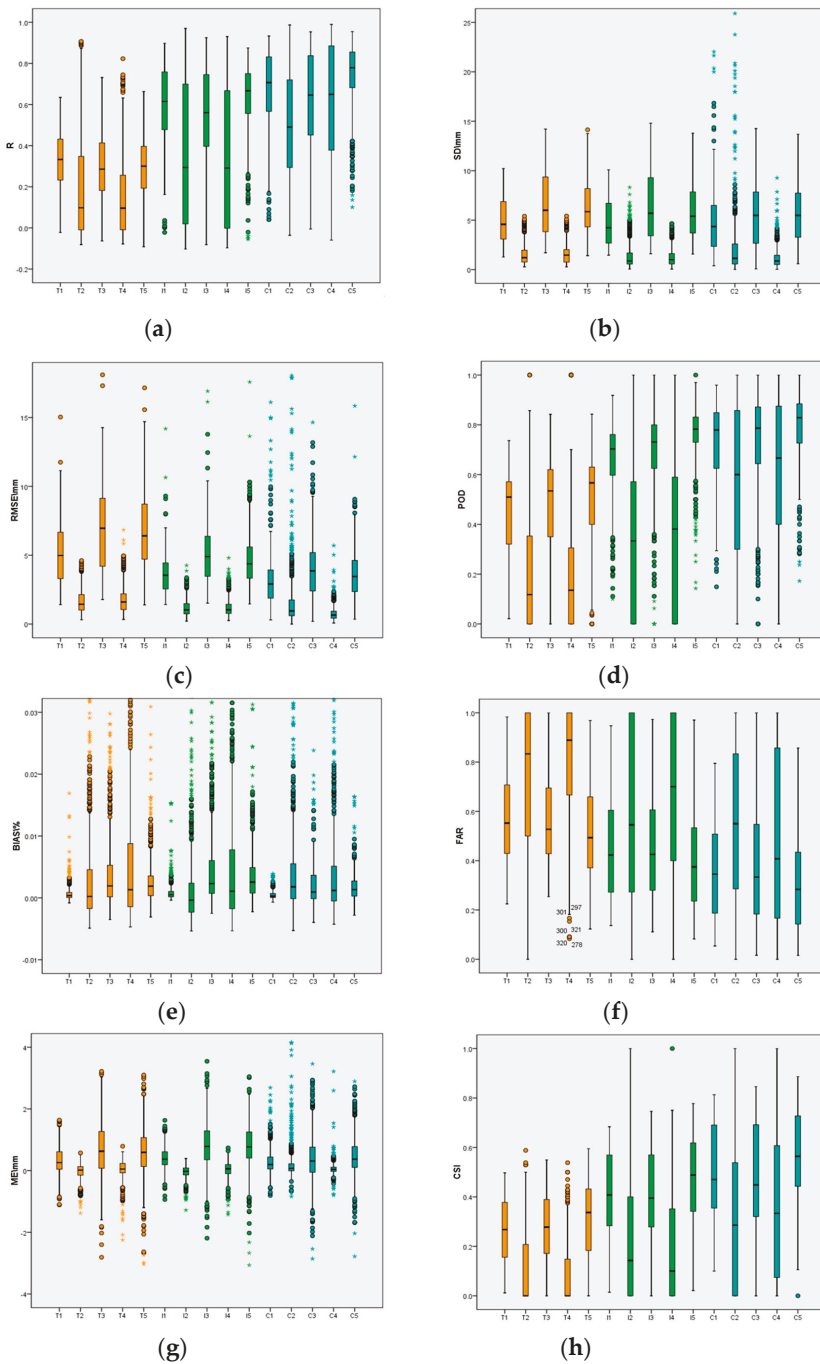 1.0
0.8
0.6
0.4
0.2
0.0
-0.2
R
T1 T2 T3 T4 T5 I1 I2 I3 I4 I5 C1 C2 C3 C4 C5
(a)
25
20
15
10
5
0
SD\mm
T1 T2 T3 T4 T5 I1 I2 I3 I4 I5 C1 C2 C3 C4 C5
(b)
15
10
5
0
RMSE\mm
T1 T2 T3 T4 T5 I1 I2 I3 I4 I5 C1 C2 C3 C4 C5
(c)
1.0
0.8
0.6
0.4
0.2
0.0
POD
T1 T2 T3 T4 T5 I1 I2 I3 I4 I5 C1 C2 C3 C4 C5
(d)
0.03
0.02
0.01
0.00
-0.01
BIAS\%
T1 T2 T3 T4 T5 I1 I2 I3 I4 I5 C1 C2 C3 C4 C5
(e)
1.0
0.8
0.6
0.4
0.2
0.0
FAR
301 297
300 321
320 278
T1 T2 T3 T4 T5 I1 I2 I3 I4 I5 C1 C2 C3 C4 C5
(f)
4
2
0
-2
-4
ME\mm
T1 T2 T3 T4 T5 I1 I2 I3 I4 I5 C1 C2 C3 C4 C5
(g)
1.0
0.8
0.6
0.4
0.2
0.0
CSI
T1 T2 T3 T4 T5 I1 I2 I3 I4 I5 C1 C2 C3 C4 C5
(h)